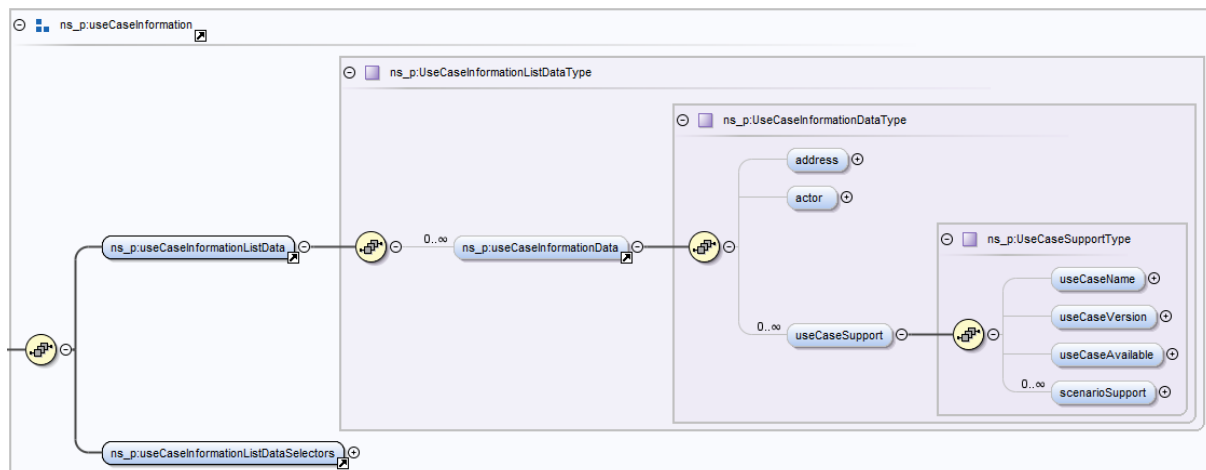 ns_p:useCaseInformation
ns_p:UseCaseInformationListDataType
ns_p:UseCaseInformationDataType
address
actor
ns_p:UseCaseSupportType
ns_p:useCaseInformationListData
0..∞
ns_p:useCaseInformationData
useCaseName
useCaseVersion
0..∞
useCaseSupport
useCaseAvailable
0..∞
scenarioSupport
ns_p:useCaseInformationListDataSelectors